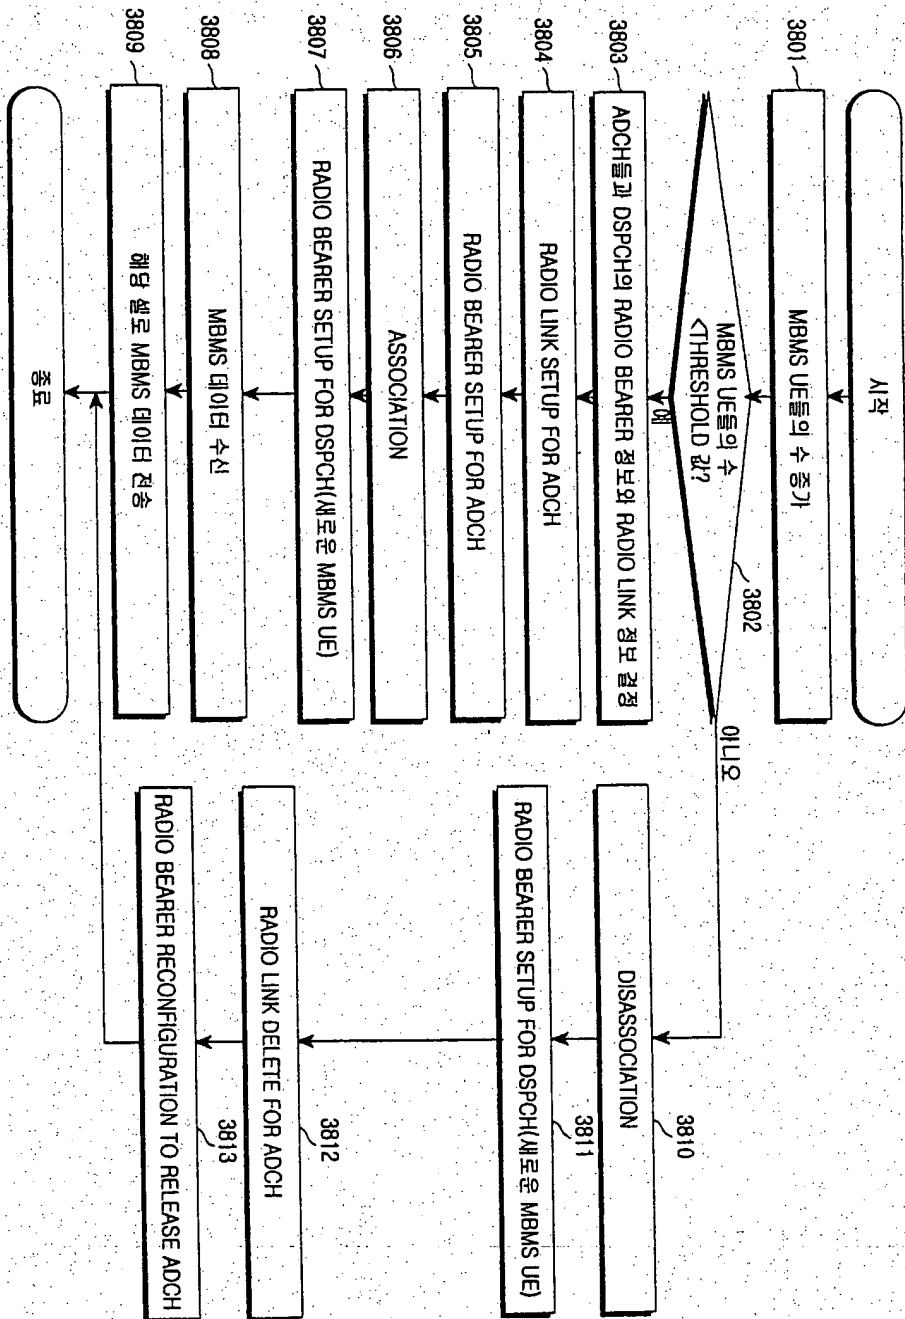 시작
3801
MBMS UE들의 수 증가
MBMS UE들의 수
<THRESHOLD 값?
3802
예
아니오
3803
ADCH들과 DSPCH의 RADIO BEARER 정보와 RADIO LINK 정보 결정
3804
RADIO LINK SETUP FOR ADCH
3805
RADIO BEARER SETUP FOR ADCH
3806
ASSOCIATION
3807
RADIO BEARER SETUP FOR DSPCH(새로운 MBMS UE)
3808
MBMS 데이터 수신
3809
해당 셀로 MBMS 데이터 전송
종료
DISASSOCIATION
3810
RADIO BEARER SETUP FOR DSPCH(새로운 MBMS UE)
3811
RADIO LINK DELETE FOR ADCH
3812
RADIO BEARER RECONFIGURATION TO RELEASE ADCH
3813